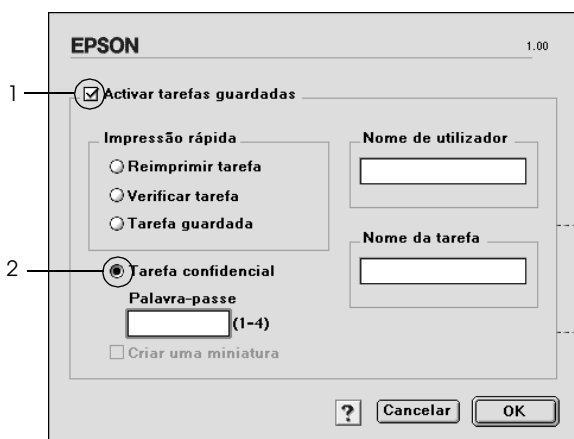 EPSON
1.00
1
Activar tarefas guardadas
Impressão rápida
Reimprimir tarefa
Verificar tarefa
Tarefa guardada
2
Tarefa confidencial
Palavra-passe
(1-4)
Criar uma miniatura
Nome de utilizador
Nome da tarefa
?
Cancelar
OK